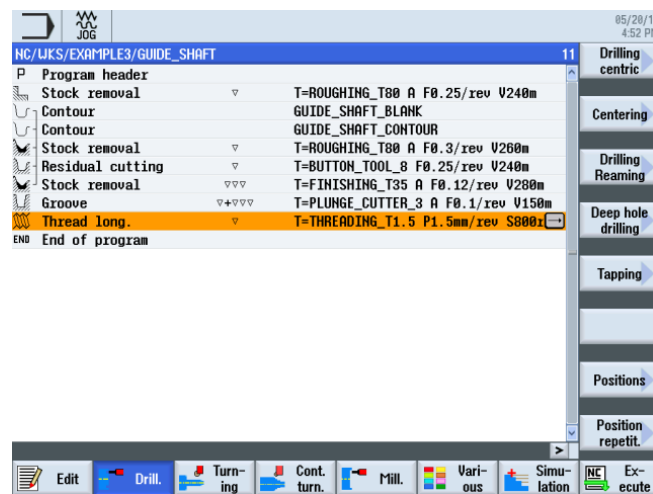 JOG
05/20/1
4:52 P
NC/WKS/EXAMPLE3/GUIDE_SHAFT 11
P Program header
Stock removal ▽ T=ROUGHING_T80 A F0.25/rev V240m
Contour GUIDE_SHAFT_BLANK
Contour GUIDE_SHAFT_CONTOUR
Stock removal ▽ T=ROUGHING_T80 A F0.3/rev V260m
Residual cutting ▽ T=BUTTON_TOOL_8 F0.25/rev V240m
Stock removal ▽▽▽ T=FINISHING_T35 A F0.12/rev V280m
Groove ▽+▽▽▽ T=PLUNGE_CUTTER_3 A F0.1/rev V150m
Thread long. ▽ T=THREADING_T1.5 P1.5mm/rev S800r
END End of program
Drilling
centric
Centering
Drilling
Reaming
Deep hole
drilling
Tapping
Positions
Position
repetit.
Edit
Drill.
Turn-
ing
Cont.
turn.
Mill.
Vari-
ous
Simu-
lation
NC Ex-
ecute